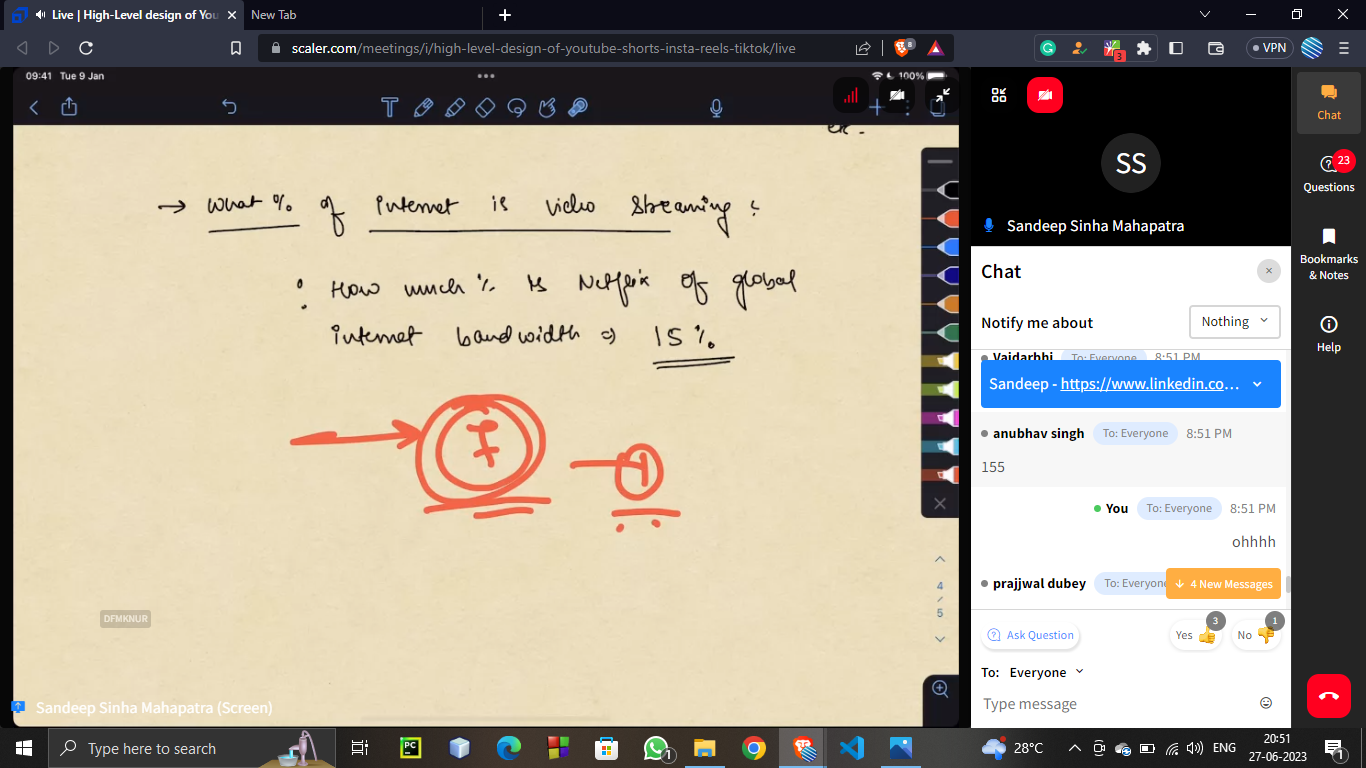 Live | High-Level design of You
New Tab
scaler.com/meetings/i/high-level-design-of-youtube-shorts-insta-reels-tiktok/live
8
3
VPN
09:41 Tue 9 Jan
100%
T
→ What % of internet is video streaming :
: How much % is Netflix of global
internet bandwidth ⇒ 15 %
I
1
4
5
DFMKNUR
Sandeep Sinha Mahapatra (Screen)
SS
Sandeep Sinha Mahapatra
Chat
Notify me about
Nothing
Vaidarbhi To: Everyone 8:51 PM
Sandeep - https://www.linkedin.co...
anubhav singh To: Everyone 8:51 PM
155
You To: Everyone 8:51 PM
ohhhh
prajjwal dubey To: Everyone
4 New Messages
Ask Question
Yes 3
No 1
To: Everyone
Type message
Chat
23
Questions
Bookmarks
& Notes
Help
Type here to search
PC
1
28°C
ENG
20:51
27-06-2023
1